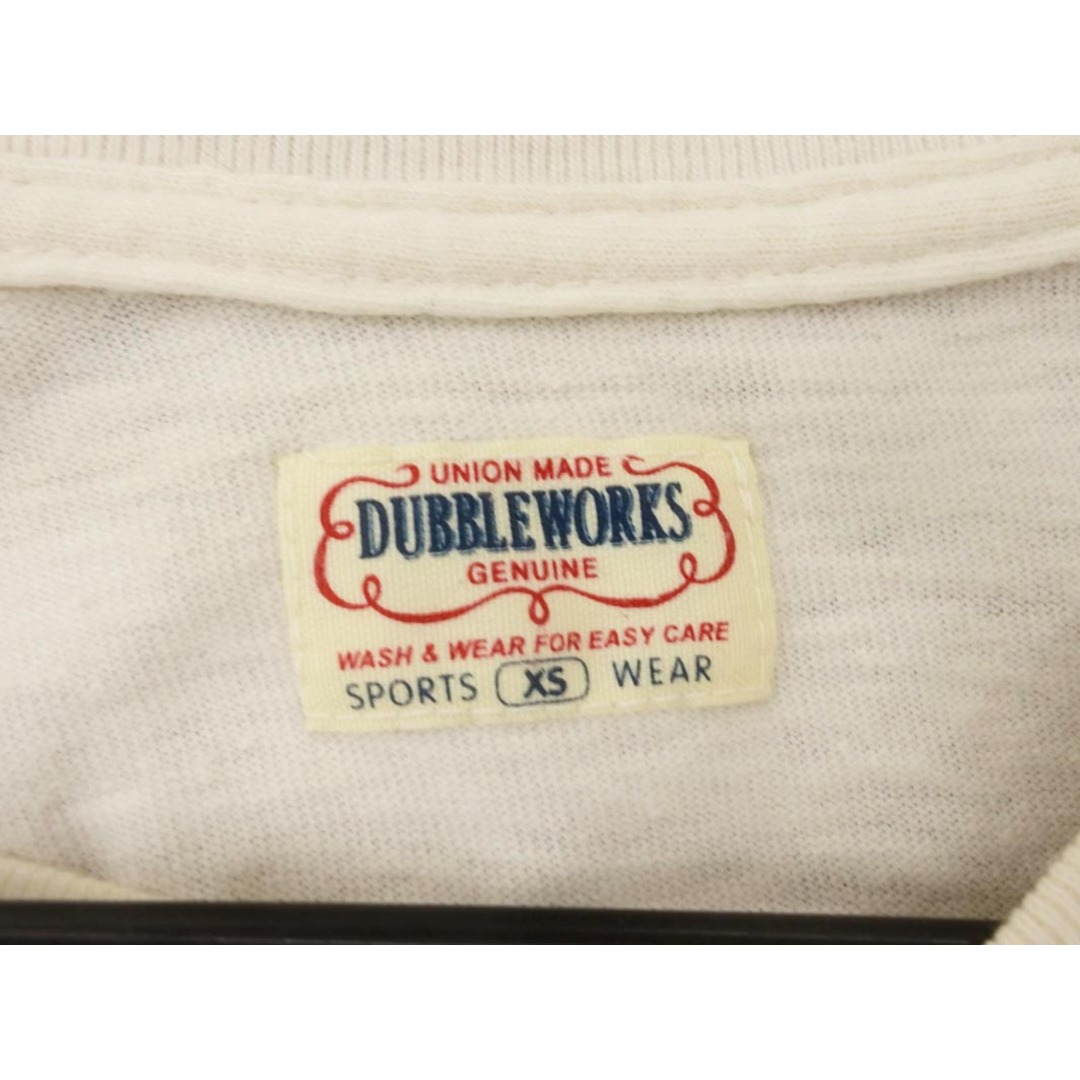 UNION MADE
DUBBLEWORKS
GENUINE
WASH & WEAR FOR EASY CARE
SPORTS XS WEAR